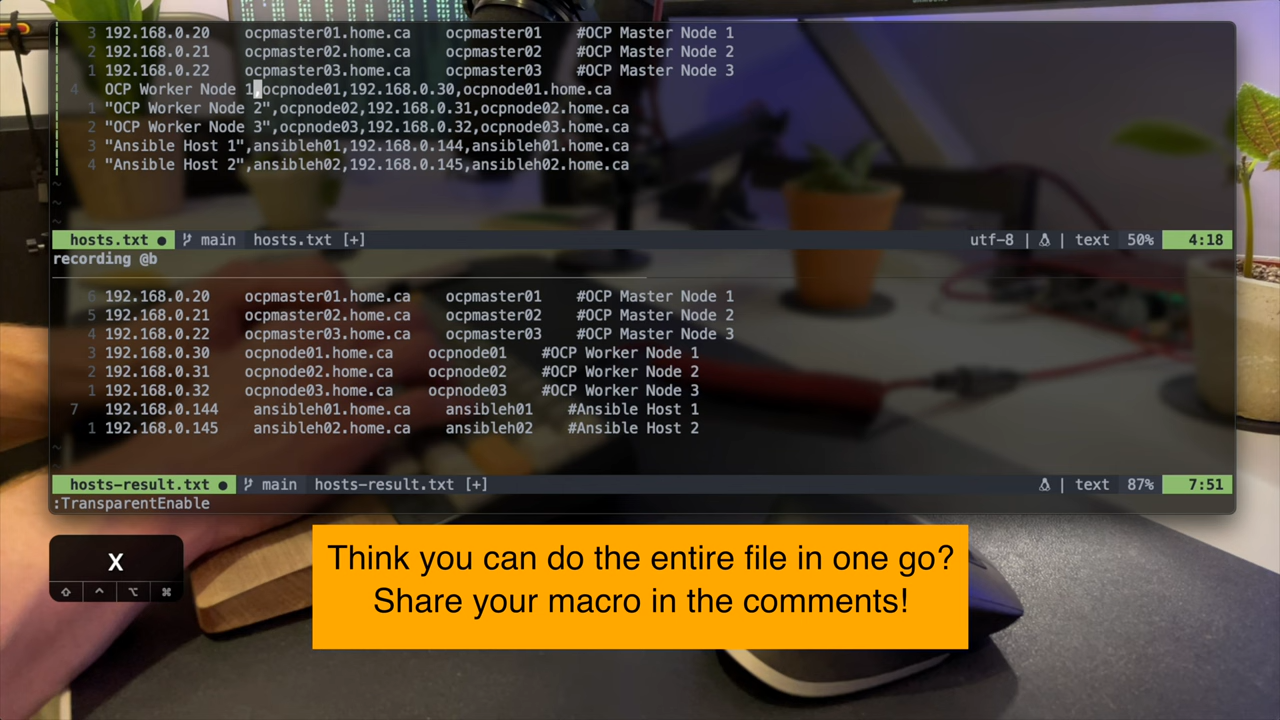 3 192.168.0.20    ocpmaster01.home.ca    ocpmaster01    #OCP Master Node 1
2 192.168.0.21    ocpmaster02.home.ca    ocpmaster02    #OCP Master Node 2
1 192.168.0.22    ocpmaster03.home.ca    ocpmaster03    #OCP Master Node 3
4   OCP Worker Node 1,ocpnode01,192.168.0.30,ocpnode01.home.ca
1 "OCP Worker Node 2",ocpnode02,192.168.0.31,ocpnode02.home.ca
2 "OCP Worker Node 3",ocpnode03,192.168.0.32,ocpnode03.home.ca
3 "Ansible Host 1",ansibleh01,192.168.0.144,ansibleh01.home.ca
4 "Ansible Host 2",ansibleh02,192.168.0.145,ansibleh02.home.ca
~
~
~
hosts.txt ● main hosts.txt [+] utf-8 | | text 50% 4:18
recording @b
6 192.168.0.20    ocpmaster01.home.ca    ocpmaster01    #OCP Master Node 1
5 192.168.0.21    ocpmaster02.home.ca    ocpmaster02    #OCP Master Node 2
4 192.168.0.22    ocpmaster03.home.ca    ocpmaster03    #OCP Master Node 3
3 192.168.0.30    ocpnode01.home.ca    ocpnode01    #OCP Worker Node 1
2 192.168.0.31    ocpnode02.home.ca    ocpnode02    #OCP Worker Node 2
1 192.168.0.32    ocpnode03.home.ca    ocpnode03    #OCP Worker Node 3
7   192.168.0.144    ansibleh01.home.ca    ansibleh01    #Ansible Host 1
1 192.168.0.145    ansibleh02.home.ca    ansibleh02    #Ansible Host 2
~
~
hosts-result.txt ● main hosts-result.txt [+] | text 87% 7:51
:TransparentEnable
X
⇧ ^ ⌥ ⌘
Think you can do the entire file in one go?
Share your macro in the comments!